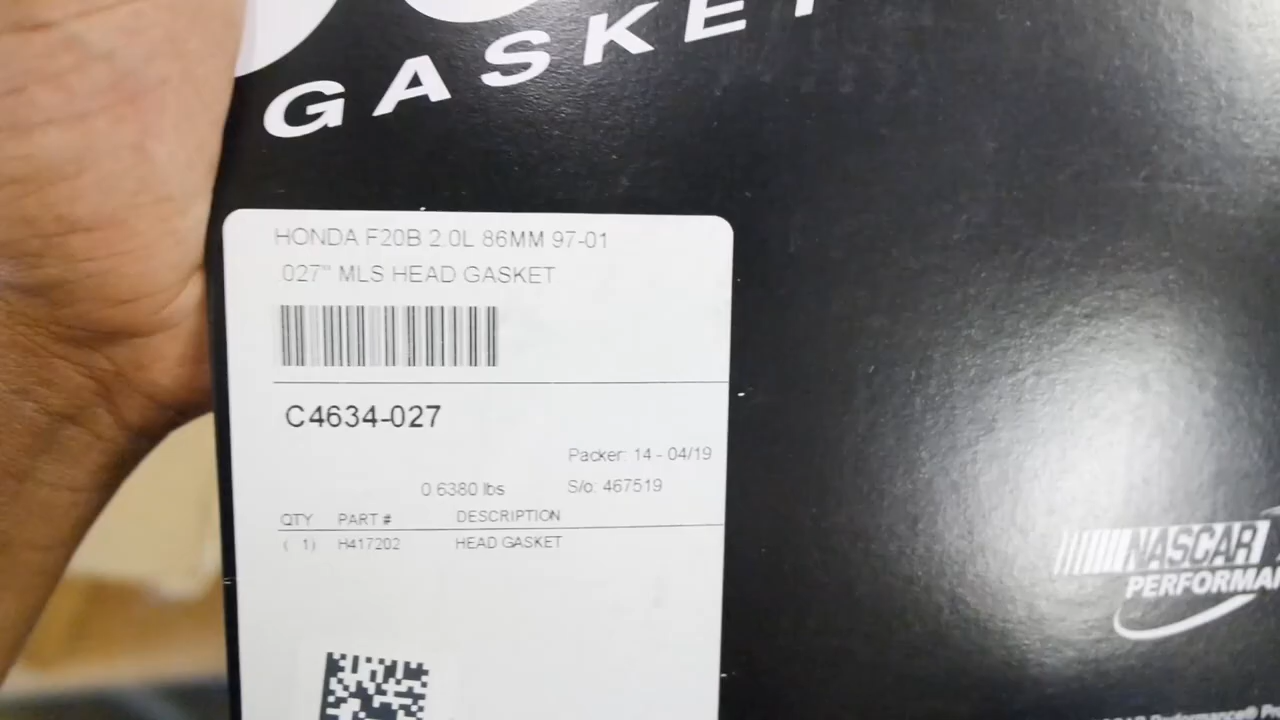 GASKET
HONDA F20B 2.0L 86MM 97-01
.027" MLS HEAD GASKET
C4634-027
Packer: 14 - 04/19
0.6380 lbs S/o: 467519
QTY PART # DESCRIPTION
( 1) H417202 HEAD GASKET
NASCAR
PERFORMAN